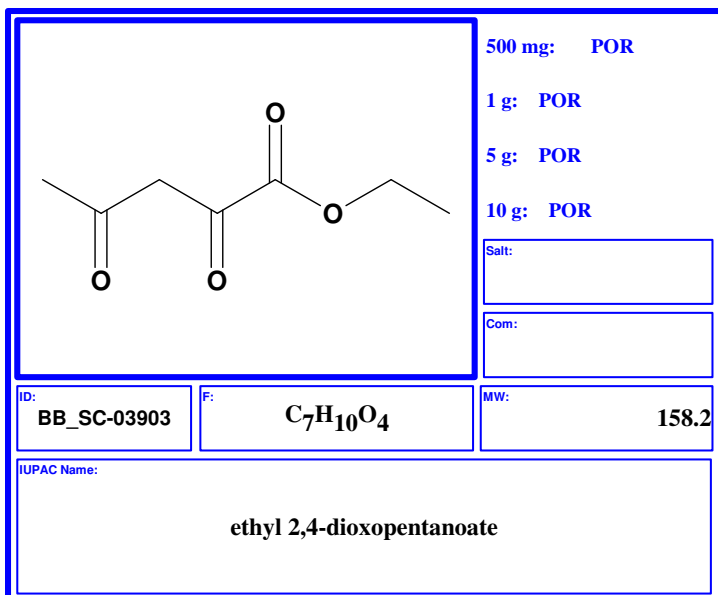 500 mg: POR
1 g: POR
5 g: POR
10 g: POR
O
O
O
O
Salt:
Com:
ID:
BB_SC-03903
F:
C7H10O4
MW:
158.2
IUPAC Name:
ethyl 2,4-dioxopentanoate